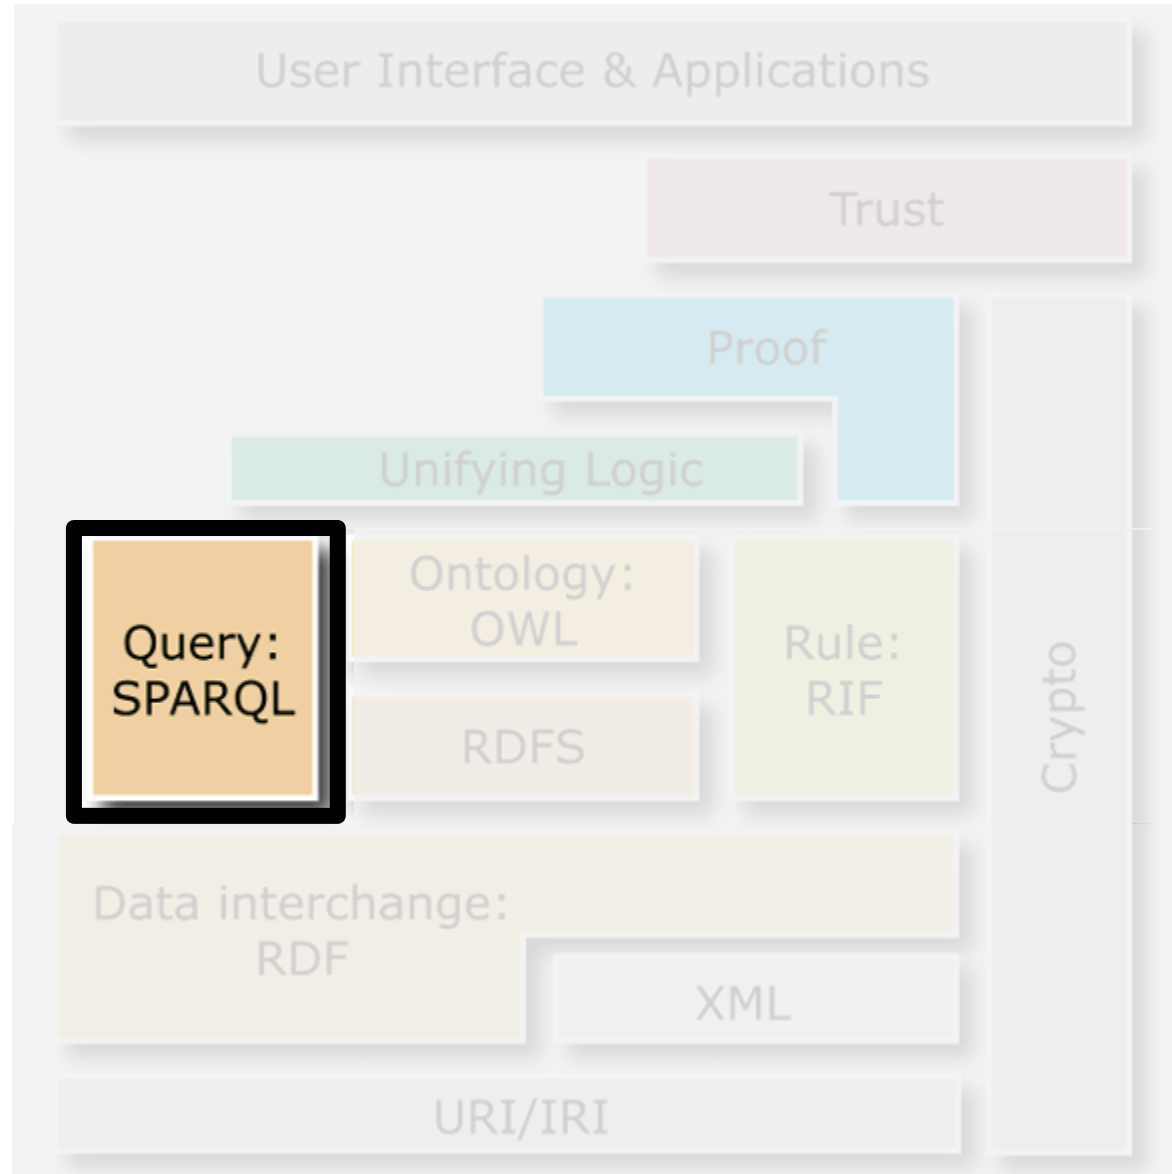 User Interface & Applications
Trust
Proof
Unifying Logic
Query:
SPARQL
Ontology:
OWL
RDFS
Rule:
RIF
Crypto
Data interchange:
RDF
XML
URI/IRI